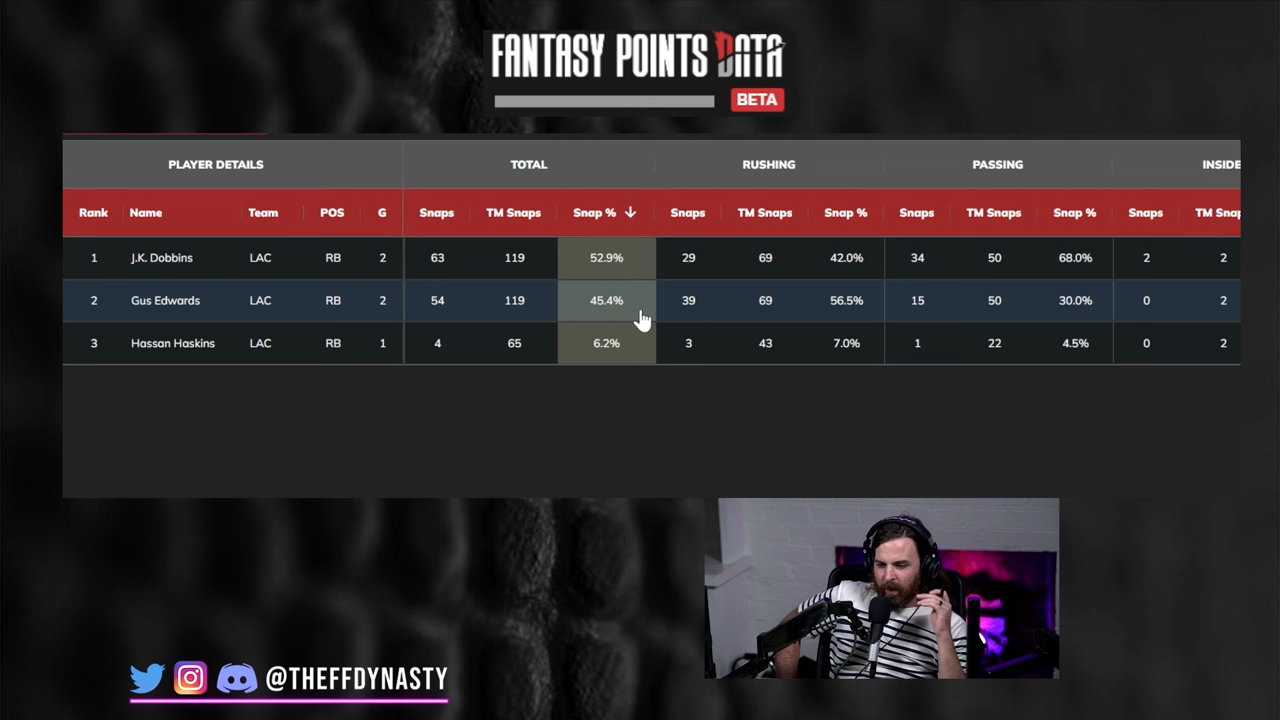 FANTASY POINTS DATA
BETA
PLAYER DETAILS TOTAL RUSHING PASSING INSIDE
Rank Name Team POS G Snaps TM Snaps Snap % ↓ Snaps TM Snaps Snap % Snaps TM Snaps Snap % Snaps TM Snap
1 J.K. Dobbins LAC RB 2 63 119 52.9% 29 69 42.0% 34 50 68.0% 2 2
2 Gus Edwards LAC RB 2 54 119 45.4% 39 69 56.5% 15 50 30.0% 0 2
3 Hassan Haskins LAC RB 1 4 65 6.2% 3 43 7.0% 1 22 4.5% 0 2
@THEFFDYNASTY